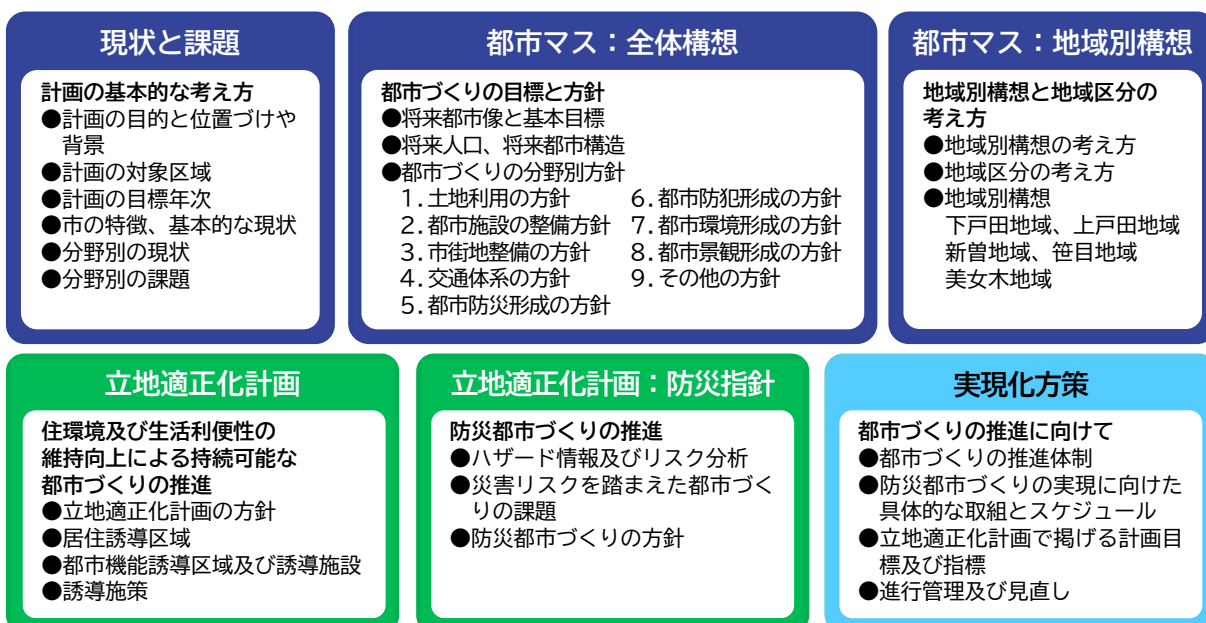 現状と課題
計画の基本的な考え方
●計画の目的と位置づけや
背景
●計画の対象区域
●計画の目標年次
●市の特徴、基本的な現状
●分野別の現状
●分野別の課題
都市マス：全体構想
都市づくりの目標と方針
●将来都市像と基本目標
●将来人口、将来都市構造
●都市づくりの分野別方針
1.土地利用の方針
2.都市施設の整備方針
3.市街地整備の方針
4.交通体系の方針
5.都市防災形成の方針
6.都市防犯形成の方針
7.都市環境形成の方針
8.都市景観形成の方針
9.その他の方針
都市マス：地域別構想
地域別構想と地域区分の
考え方
●地域別構想の考え方
●地域区分の考え方
●地域別構想
下戸田地域、上戸田地域
新曽地域、笹目地域
美女木地域
立地適正化計画
住環境及び生活利便性の
維持向上による持続可能な
都市づくりの推進
●立地適正化計画の方針
●居住誘導区域
●都市機能誘導区域及び誘導施設
●誘導施策
立地適正化計画：防災指針
防災都市づくりの推進
●ハザード情報及びリスク分析
●災害リスクを踏まえた都市づく
りの課題
●防災都市づくりの方針
実現化方策
都市づくりの推進に向けて
●都市づくりの推進体制
●防災都市づくりの実現に向けた
具体的な取組とスケジュール
●立地適正化計画で掲げる計画目
標及び指標
●進行管理及び見直し